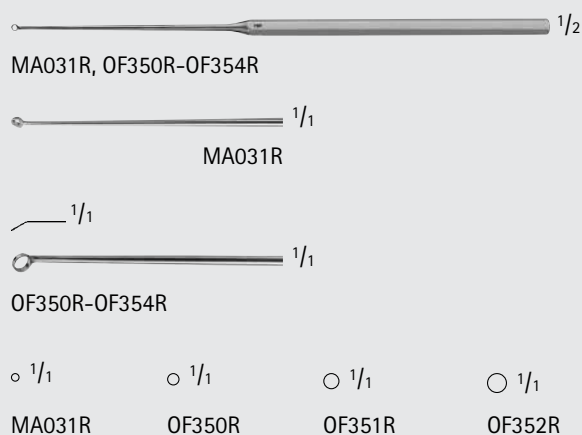 1/2
MA031R, OF350R-OF354R
1/1
MA031R
1/1
1/1
OF350R-OF354R
1/1 1/1 1/1 1/1
MA031R OF350R OF351R OF352R